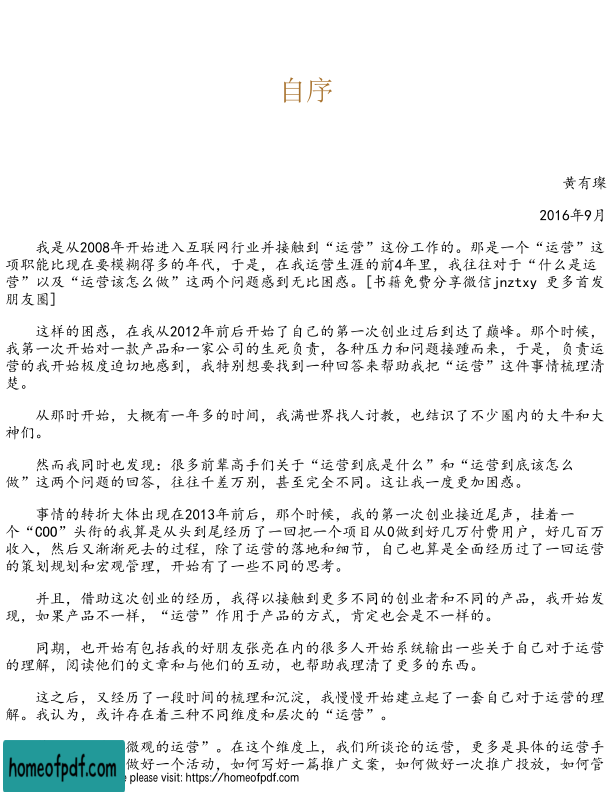 自序
黄有璨
2016年9月
我是从2008年开始进入互联网行业并接触到“运营”这份工作的。那是一个“运营”这
项职能比现在要模糊得多的年代，于是，在我运营生涯的前4年里，我往往对于“什么是运
营”以及“运营该怎么做”这两个问题感到无比困惑。[书籍免费分享微信jnztxy 更多首发
朋友圈]
这样的困惑，在我从2012年前后开始了自己的第一次创业过后到达了巅峰。那个时候，
我第一次开始对一款产品和一家公司的生死负责，各种压力和问题接踵而来，于是，负责运
营的我开始极度迫切地感到，我特别想要找到一种回答来帮助我把“运营”这件事情梳理清
楚。
从那时开始，大概有一年多的时间，我满世界找人讨教，也结识了不少圈内的大牛和大
神们。
然而我同时也发现：很多前辈高手们关于“运营到底是什么”和“运营到底该怎么
做”这两个问题的回答，往往千差万别，甚至完全不同。这让我一度更加困惑。
事情的转折大体出现在2013年前后，那个时候，我的第一次创业接近尾声，挂着一
个“COO”头衔的我算是从头到尾经历了一回把一个项目从0做到好几万付费用户，好几百万
收入，然后又渐渐死去的过程，除了运营的落地和细节，自己也算是全面经历过了一回运营
的策划规划和宏观管理，开始有了一些不同的思考。
并且，借助这次创业的经历，我得以接触到更多不同的创业者和不同的产品，我开始发
现，如果产品不一样，“运营”作用于产品的方式，肯定也会是不一样的。
同期，也开始有包括我的好朋友张亮在内的很多人开始系统输出一些关于自己对于运营
的理解，阅读他们的文章和与他们的互动，也帮助我理清了更多的东西。
这之后，又经历了一段时间的梳理和沉淀，我慢慢开始建立起了一套自己对于运营的理
解。我认为，或许存在着三种不同维度和层次的“运营”。
微观的运营”。在这个维度上，我们所谈论的运营，更多是具体的运营手
做好一个活动，如何写好一篇推广文案，如何做好一次推广投放，如何管
homeofpdf.com
please visit: https://homeofpdf.com